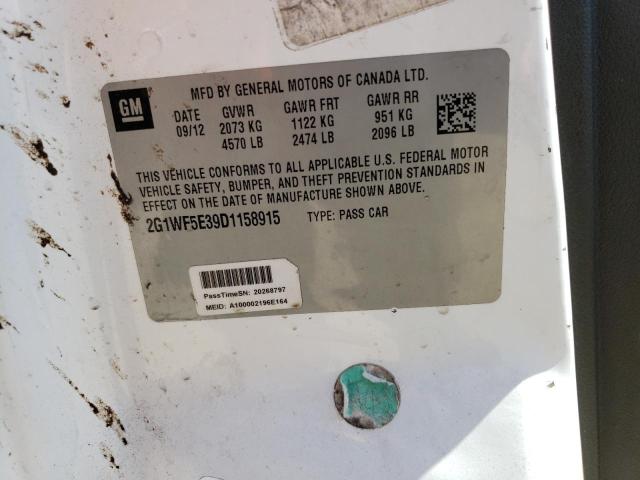 MFD BY GENERAL MOTORS OF CANADA LTD.
GM
DATE GVWR GAWR FRT GAWR RR
09/12 2073 KG 1122 KG 951 KG
4570 LB 2474 LB 2096 LB
THIS VEHICLE CONFORMS TO ALL APPLICABLE U.S. FEDERAL MOTOR
VEHICLE SAFETY, BUMPER, AND THEFT PREVENTION STANDARDS IN
EFFECT ON THE DATE OF MANUFACTURE SHOWN ABOVE.
2G1WF5E39D1158915 TYPE: PASS CAR
PassTimeSN: 20268797
MEID: A100002196E164